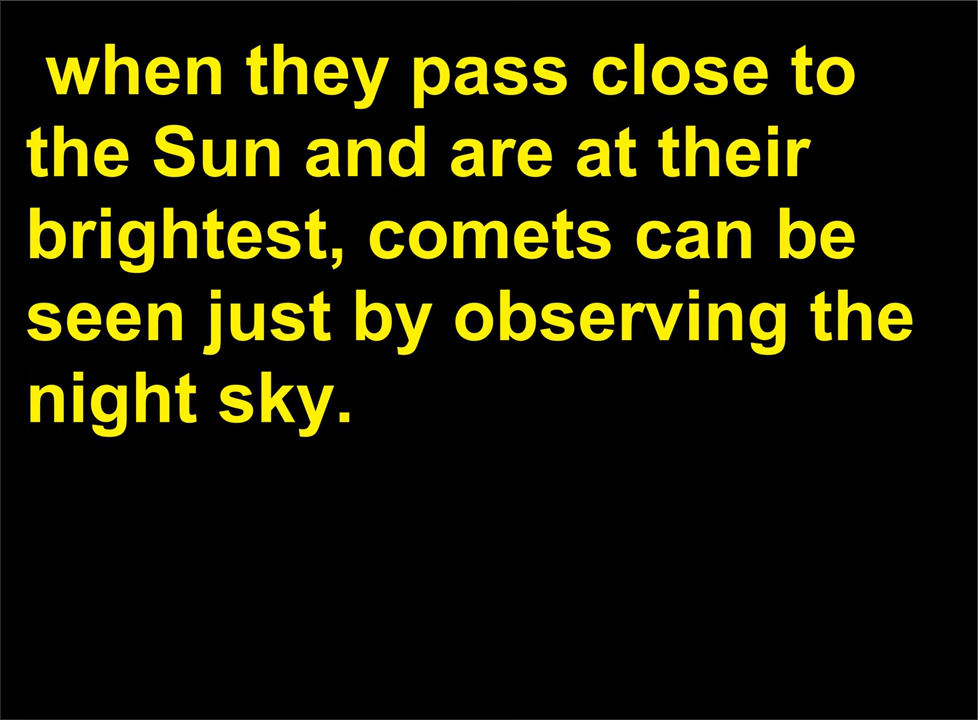 when they pass close to
the Sun and are at their
brightest, comets can be
seen just by observing the
night sky.